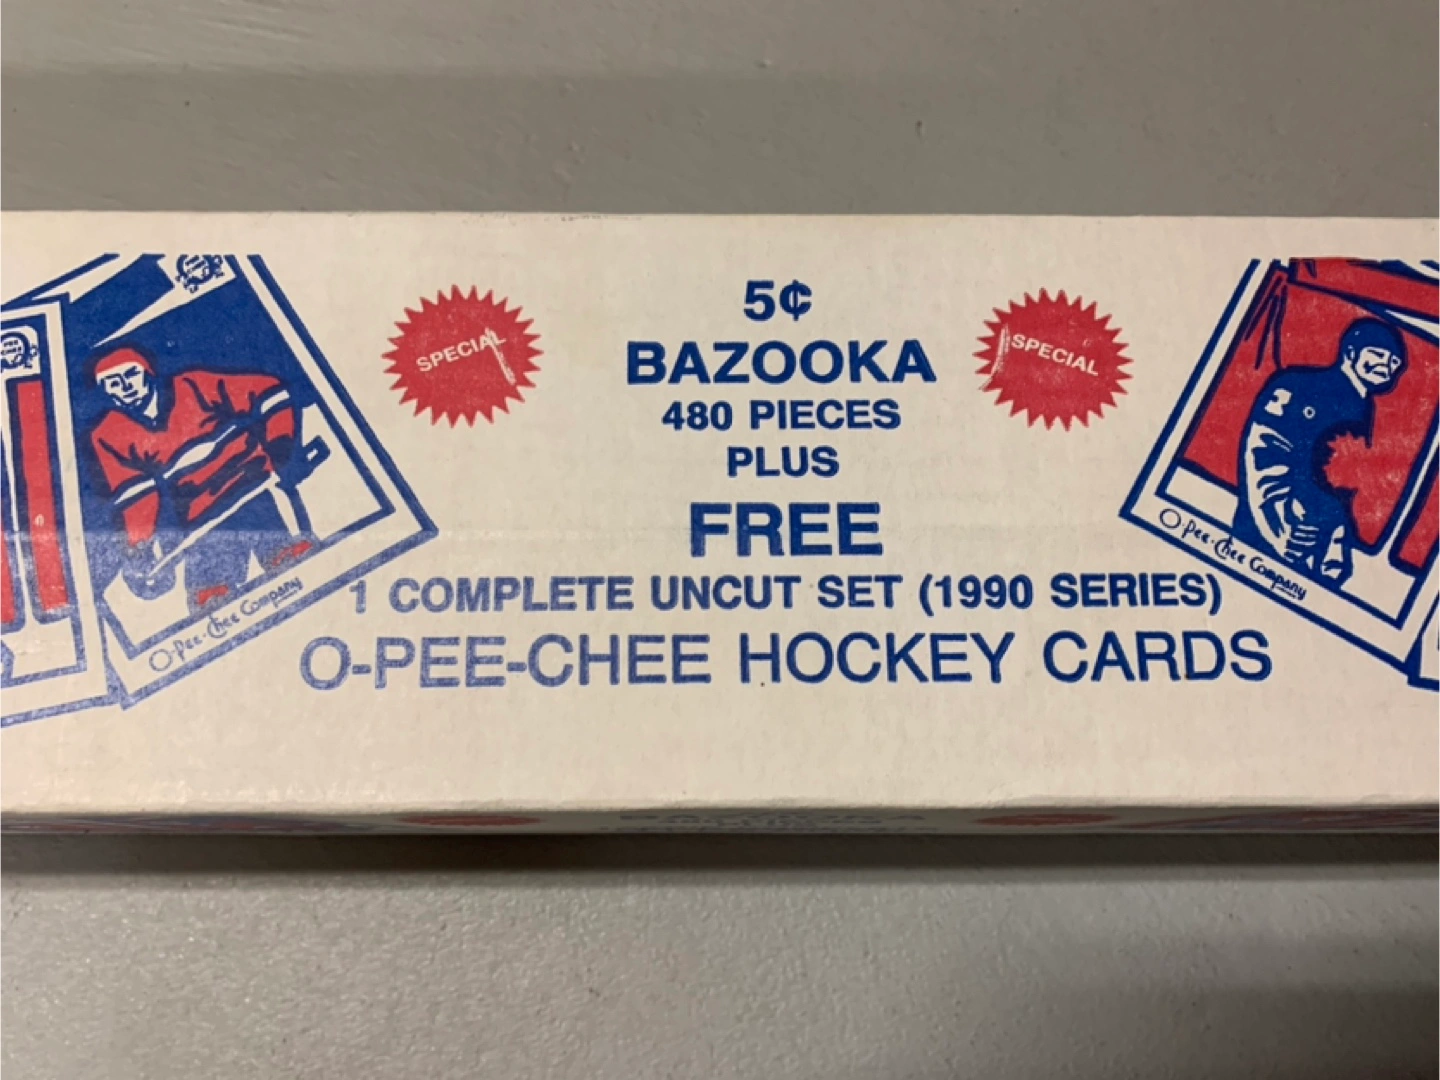 5¢
SPECIAL
SPECIAL
BAZOOKA
480 PIECES
PLUS
FREE
1 COMPLETE UNCUT SET (1990 SERIES)
O-PEE-CHEE HOCKEY CARDS
O-Pee-Chee Company
O-Pee-Chee Company